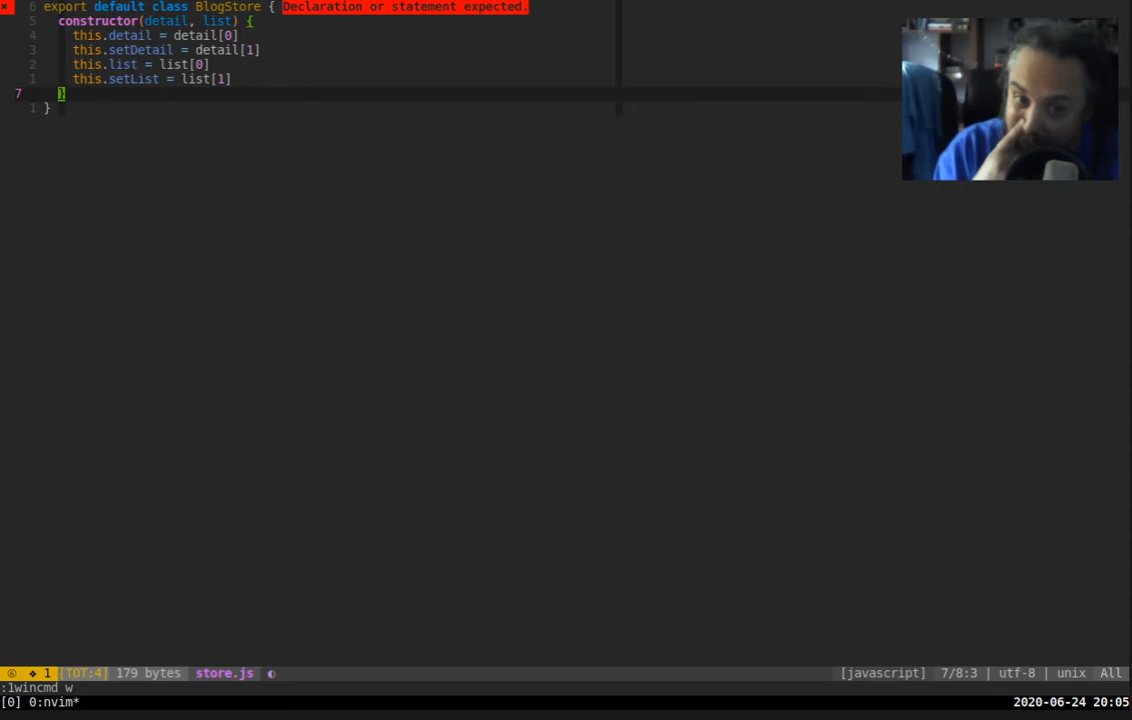 ✖ 6 export default class BlogStore { Declaration or statement expected.
5 constructor(detail, list) {
4 this.detail = detail[0]
3 this.setDetail = detail[1]
2 this.list = list[0]
1 this.setList = list[1]
7 }
1 }
1 [TOT:4] 179 bytes store.js [javascript] 7/8:3 | utf-8 | unix All
:1wincmd w
[0] 0:nvim* 2020-06-24 20:05